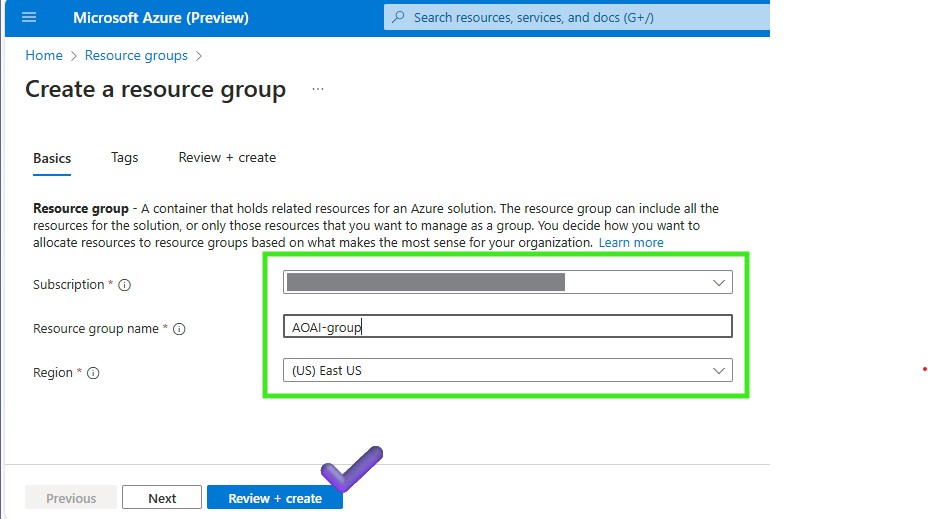 Microsoft Azure (Preview)
Search resources, services, and docs (G+/)
Home > Resource groups >
Create a resource group ...
Basics Tags Review + create
Resource group - A container that holds related resources for an Azure solution. The resource group can include all the
resources for the solution, or only those resources that you want to manage as a group. You decide how you want to
allocate resources to resource groups based on what makes the most sense for your organization. Learn more
Subscription *
Resource group name * AOAI-group
Region * (US) East US
Previous Next Review + create